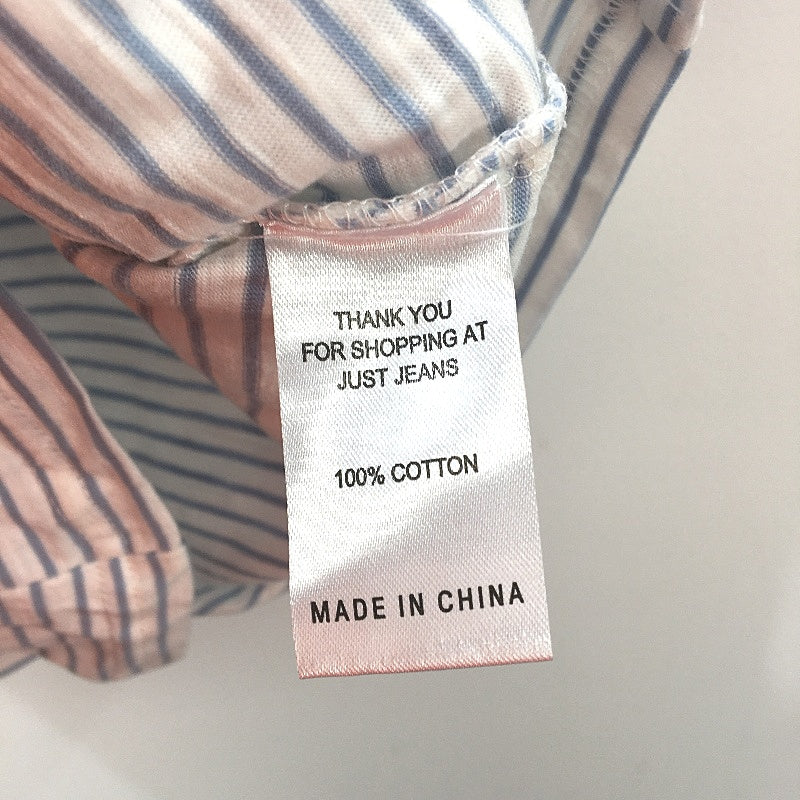 THANK YOU
FOR SHOPPING AT
JUST JEANS
100% COTTON
MADE IN CHINA